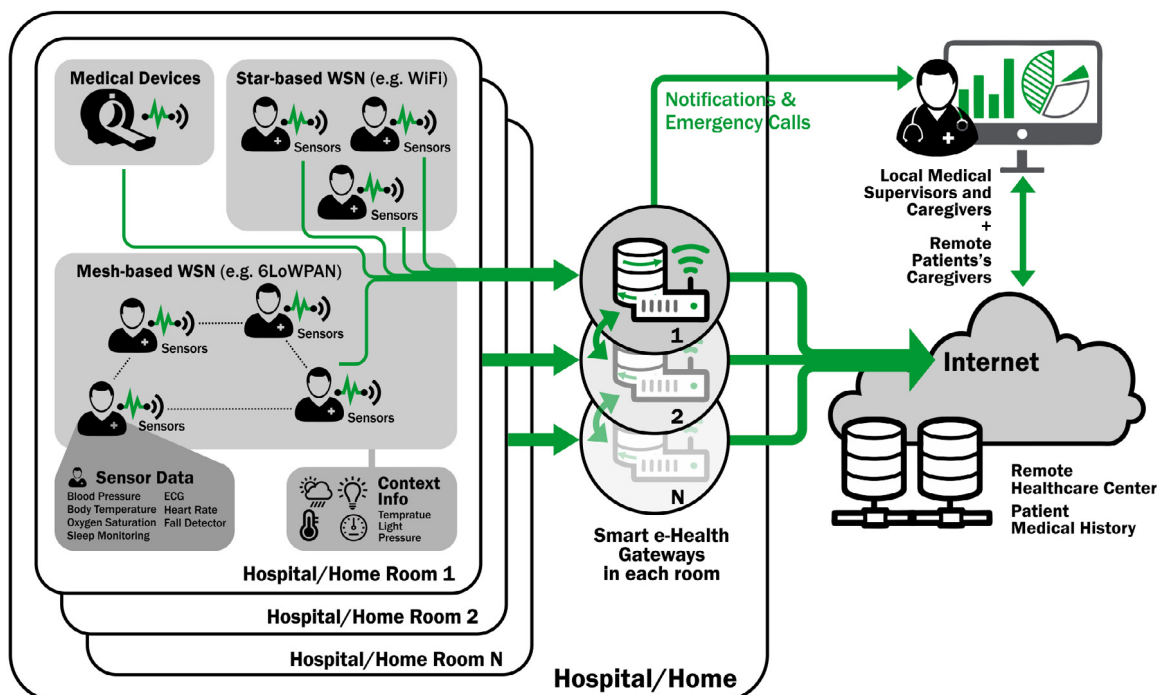 Medical Devices
Star-based WSN (e.g. WiFi)
Sensors
Sensors
Sensors
Mesh-based WSN (e.g. 6LoWPAN)
Sensors
Sensors
Sensors
Sensors
Sensor Data
Blood Pressure
Body Temperature
Oxygen Saturation
Sleep Monitoring
ECG
Heart Rate
Fall Detector
Context
Info
Tempratue
Light
Pressure
Hospital/Home Room 1
Hospital/Home Room 2
Hospital/Home Room N
Notifications &
Emergency Calls
1
2
N
Smart e-Health
Gateways
in each room
Hospital/Home
Local Medical
Supervisors and
Caregivers
+
Remote
Patients's
Caregivers
Internet
Remote
Healthcare Center
Patient
Medical History